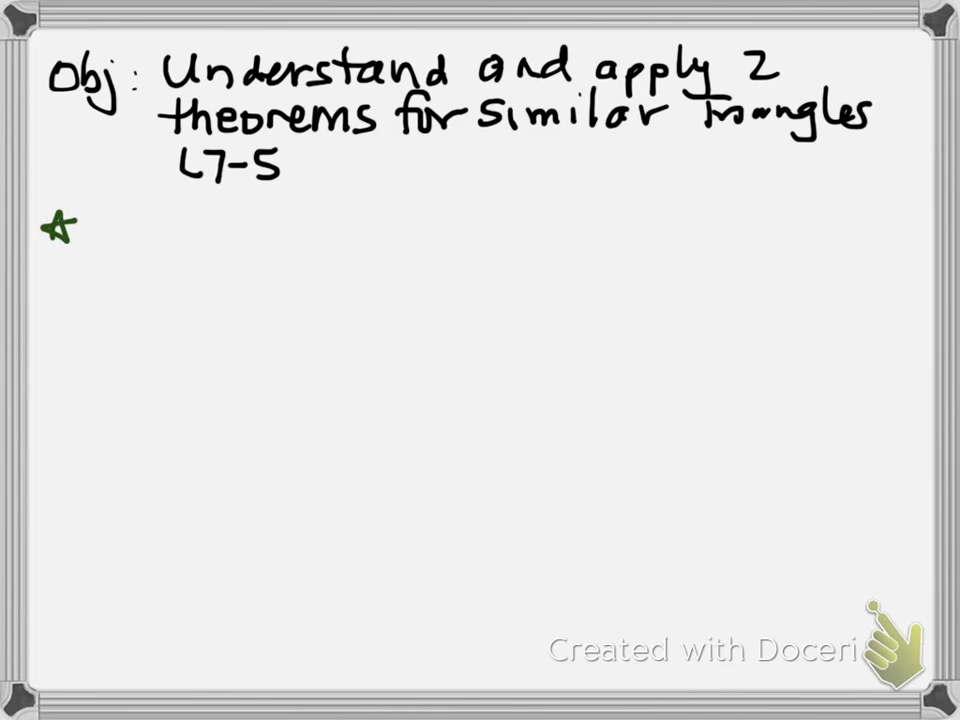 Obj: Understand and apply 2
theorems for similar Triangles
L7-5
Created with Doceri